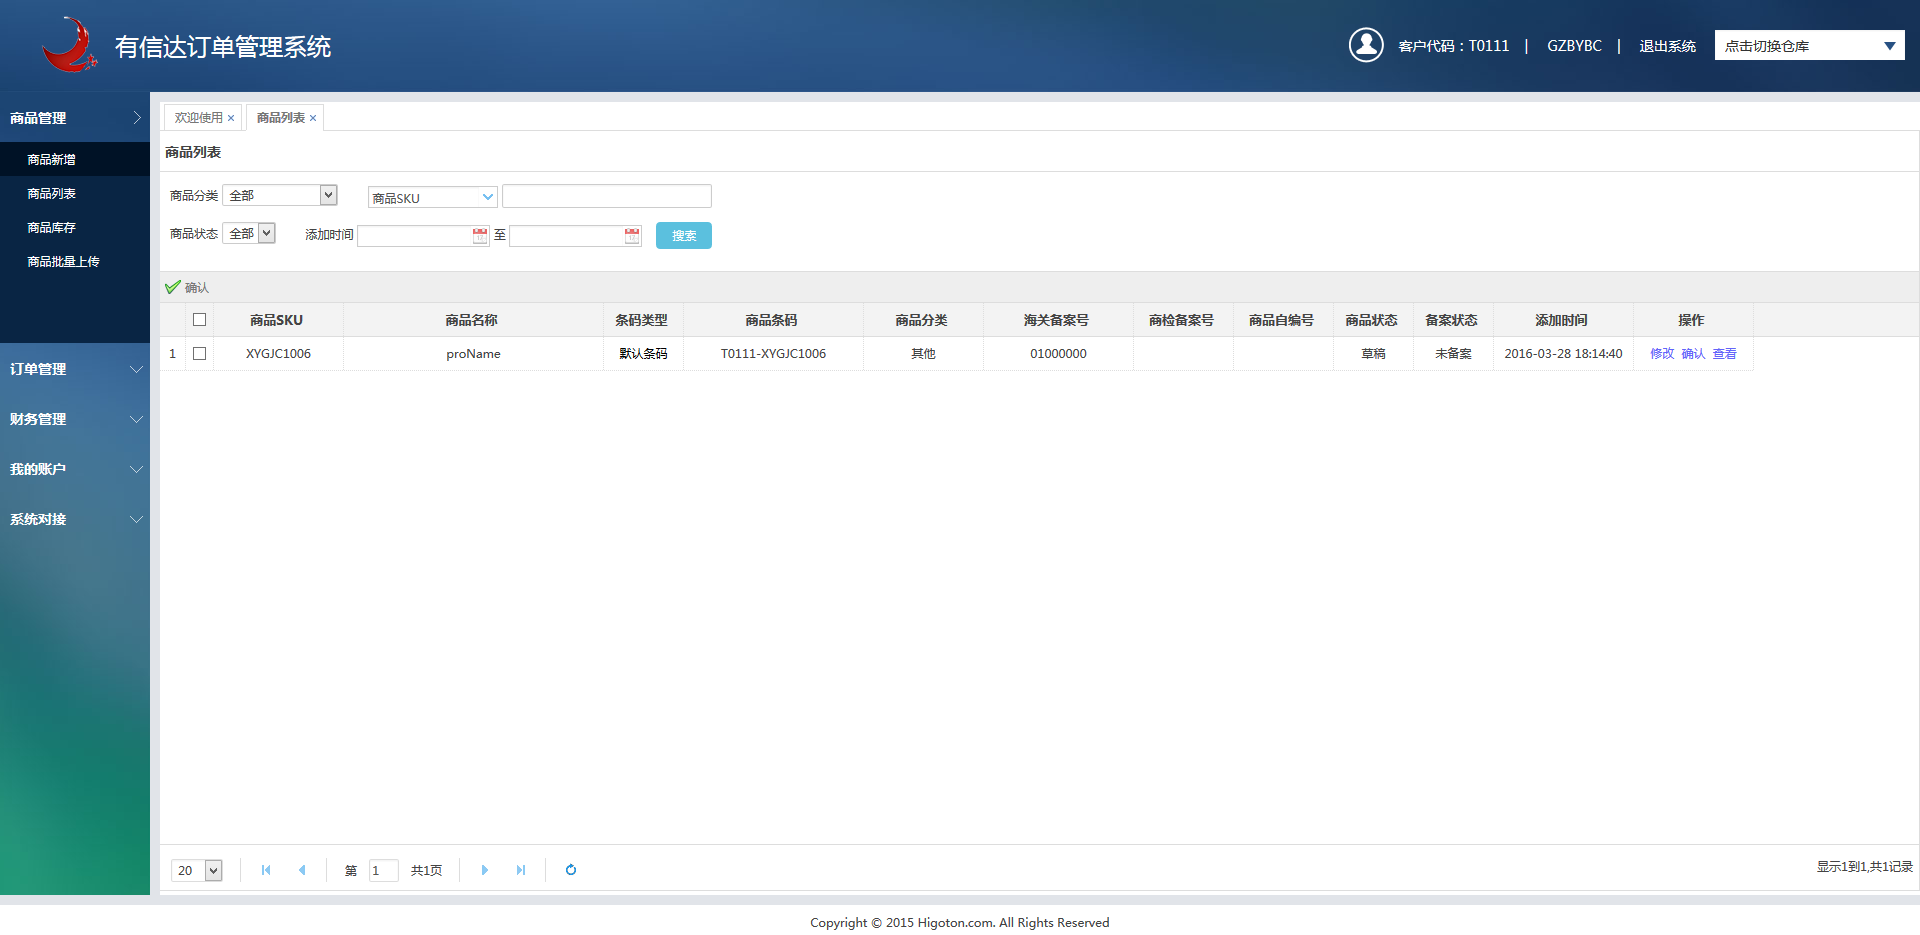 有信达订单管理系统
客户代码：T0111 | GZBYBC | 退出系统 点击切换仓库
商品管理
商品新增
商品列表
商品库存
商品批量上传
订单管理
财务管理
我的账户
系统对接
欢迎使用 × 商品列表 ×
商品列表
商品分类 全部 商品SKU
商品状态 全部 添加时间 至 搜索
确认
商品SKU 商品名称 条码类型 商品条码 商品分类 海关备案号 商检备案号 商品自编号 商品状态 备案状态 添加时间 操作
1 XYGJC1006 proName 默认条码 T0111-XYGJC1006 其他 01000000 草稿 未备案 2016-03-28 18:14:40 修改 确认 查看
20 第 1 共1页 显示1到1,共1记录
Copyright © 2015 Higoton.com. All Rights Reserved